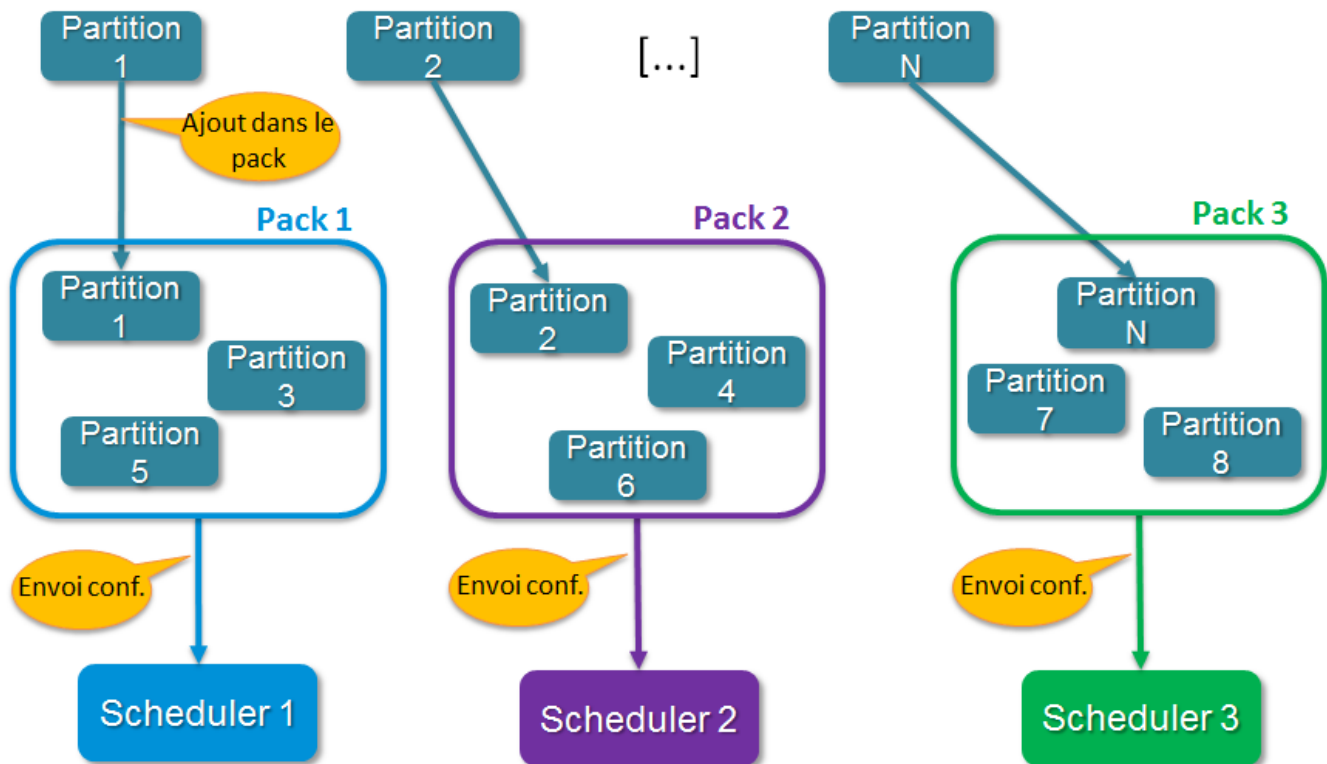 Partition
1
Partition
2
[...]
Partition
N
Ajout dans le
pack
Pack 1
Pack 2
Pack 3
Partition
1
Partition
3
Partition
5
Partition
2
Partition
4
Partition
6
Partition
N
Partition
7
Partition
8
Envoi conf.
Envoi conf.
Envoi conf.
Scheduler 1
Scheduler 2
Scheduler 3